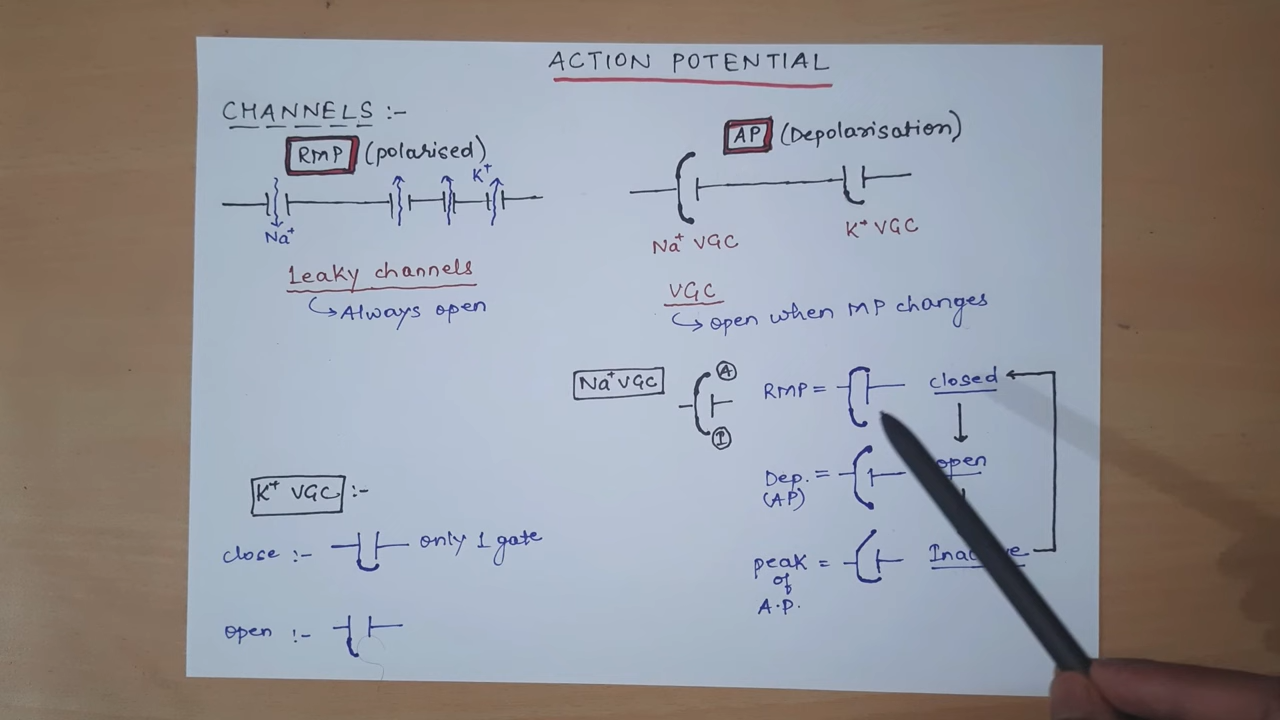 ACTION POTENTIAL
CHANNELS :-
RMP (polarised)
K+
Na+
Leaky channels
Always open
AP (Depolarisation)
Na+ VGC
K+ VGC
VGC
open when MP changes
Na+ VGC
A
I
RMP = closed
Dep. = open
(AP)
peak =
of
A.P.
K+ VGC :-
close :- only 1 gate
open :-